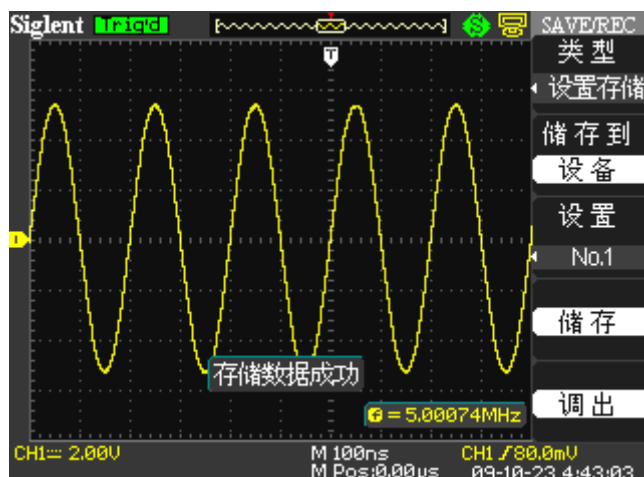 Siglent Trig'd SAVE/REC
T
类型
设置存储
储存到
设备
设置
No.1
储存
调出
1
存储数据成功
f = 5.00074MHz
CH1 2.00V M 100ns CH1 80.0mV
M Pos:0.00us 09-10-23 4:43:03